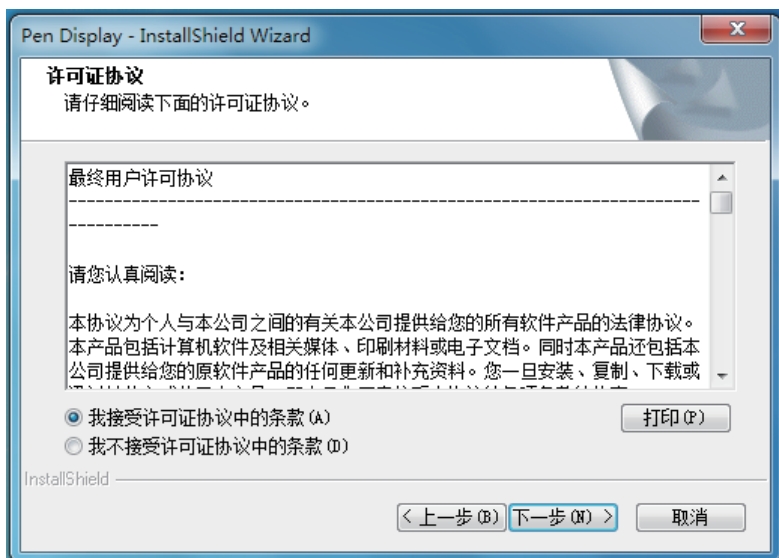 Pen Display - InstallShield Wizard
许可证协议
请仔细阅读下面的许可证协议。
最终用户许可协议
----------------------------------------------------------------------
----------
请您认真阅读:
本协议为个人与本公司之间的有关本公司提供给您的所有软件产品的法律协议。
本产品包括计算机软件及相关媒体、印刷材料或电子文档。同时本产品还包括本
公司提供给您的原软件产品的任何更新和补充资料。您一旦安装、复制、下载或
我接受许可证协议中的条款(A)
打印(P)
我不接受许可证协议中的条款(D)
InstallShield
< 上一步(B)
下一步(N) >
取消